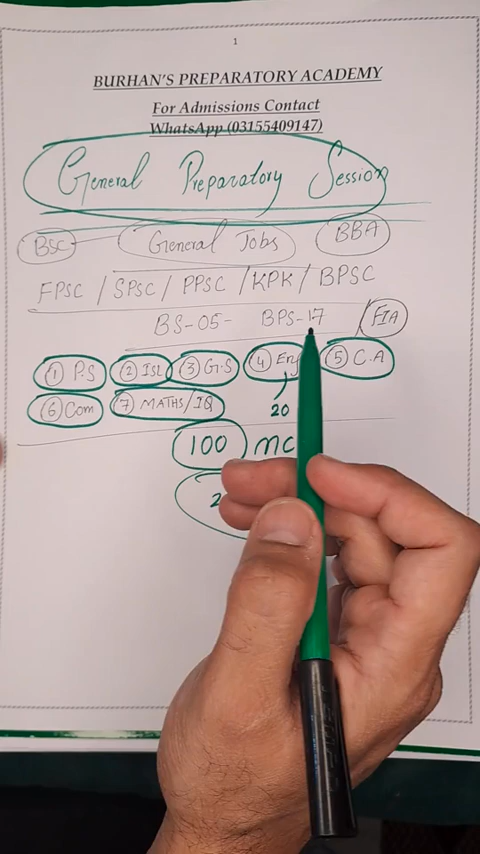 1
BURHAN'S PREPARATORY ACADEMY
For Admissions Contact
WhatsApp (03155409147)
General Preparatory Session
BSC General Jobs BBA
FPSC / SPSC / PPSC / KPK / BPSC
BS-05- BPS-17 FIA
1 P.S 2 ISL 3 G.S 4 Eng 5 C.A
6 Com 7 MATHS/IQ 20
100 MC
2